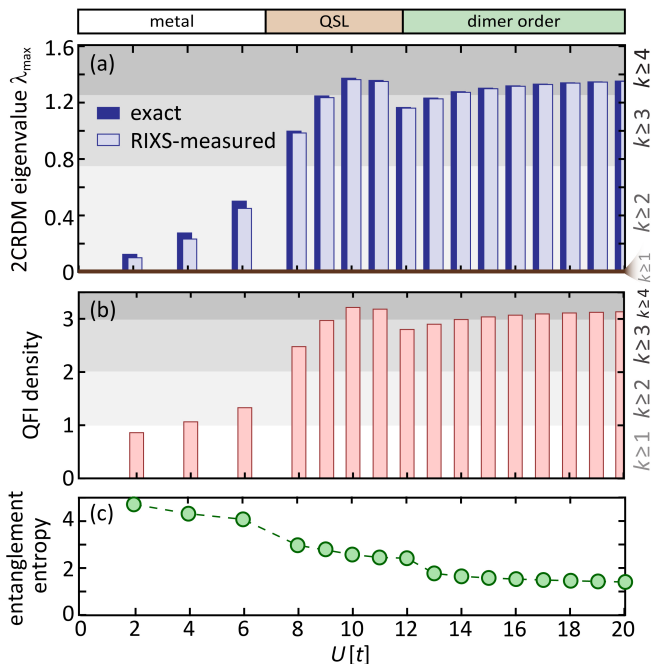 metal QSL dimer order
(a)
2CRDM eigenvalue λmax
1.6
1.2
0.8
0.4
0
exact
RIXS-measured
k≥4
k≥3
k≥2
k≥1
(b)
QFI density
3
2
1
0
k≥4
k≥3
k≥2
k≥1
(c)
entanglement
entropy
4
2
0
0 2 4 6 8 10 12 14 16 18 20
U [t]